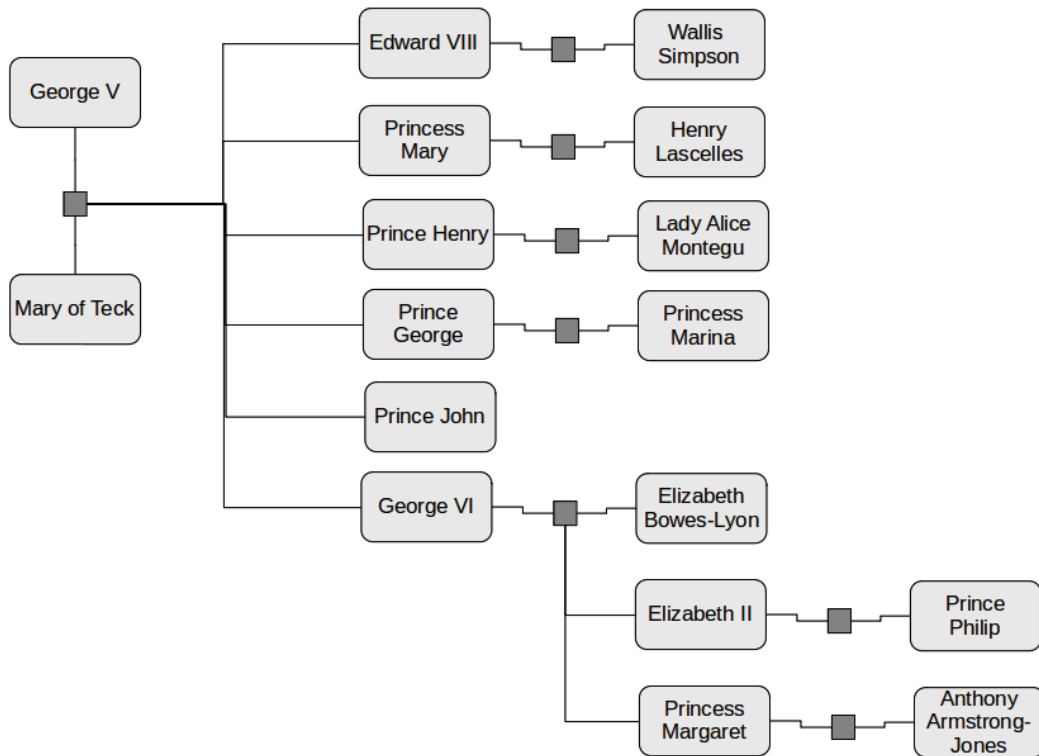 Edward VIII
Wallis
Simpson
George V
Princess
Mary
Henry
Lascelles
Prince Henry
Lady Alice
Montegu
Mary of Teck
Prince
George
Princess
Marina
Prince John
George VI
Elizabeth
Bowes-Lyon
Elizabeth II
Prince
Philip
Princess
Margaret
Anthony
Armstrong-
Jones